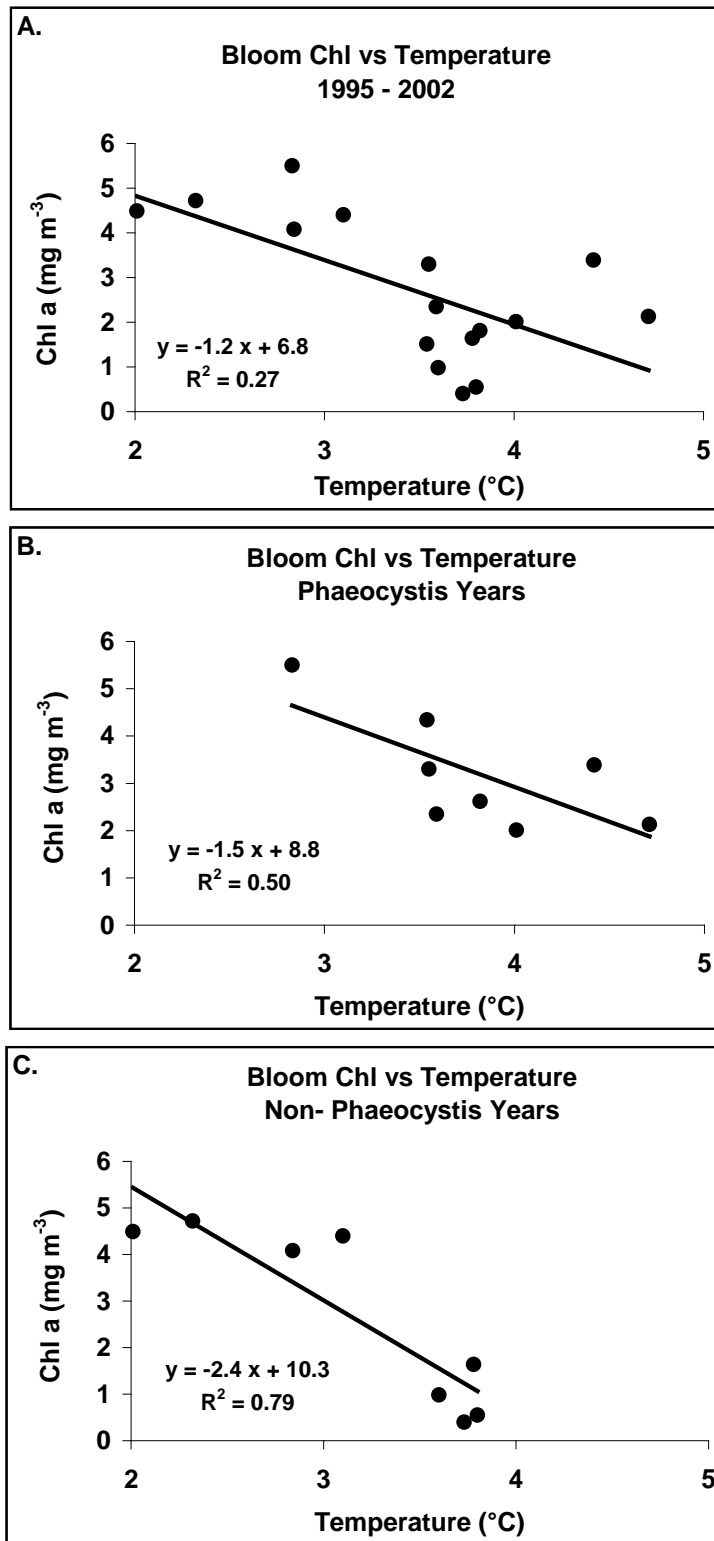 A.
Bloom Chl vs Temperature
1995 - 2002
6
5
4
3
2
1
0
Chl a (mg m⁻³)
y = -1.2 x + 6.8
R² = 0.27
2 3 4 5
Temperature (°C)
B.
Bloom Chl vs Temperature
Phaeocystis Years
6
5
4
3
2
1
0
Chl a (mg m⁻³)
y = -1.5 x + 8.8
R² = 0.50
2 3 4 5
Temperature (°C)
C.
Bloom Chl vs Temperature
Non- Phaeocystis Years
6
5
4
3
2
1
0
Chl a (mg m⁻³)
y = -2.4 x + 10.3
R² = 0.79
2 3 4 5
Temperature (°C)